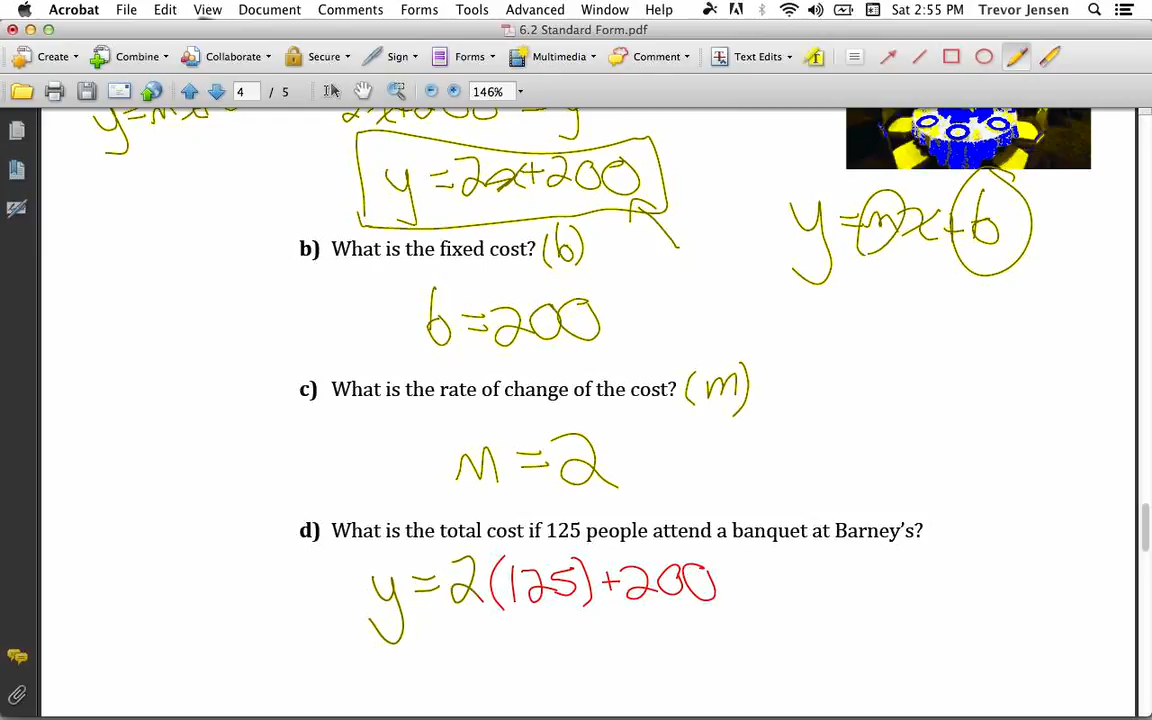 Acrobat File Edit View Document Comments Forms Tools Advanced Window Help Sat 2:55 PM Trevor Jensen
6.2 Standard Form.pdf
Create Combine Collaborate Secure Sign Forms Multimedia Comment Text Edits
4 / 5 146%
y = 2x + 200
y = mx + b
b) What is the fixed cost? (b)
b = 200
c) What is the rate of change of the cost? (m)
m = 2
d) What is the total cost if 125 people attend a banquet at Barney's?
y = 2(125) + 200